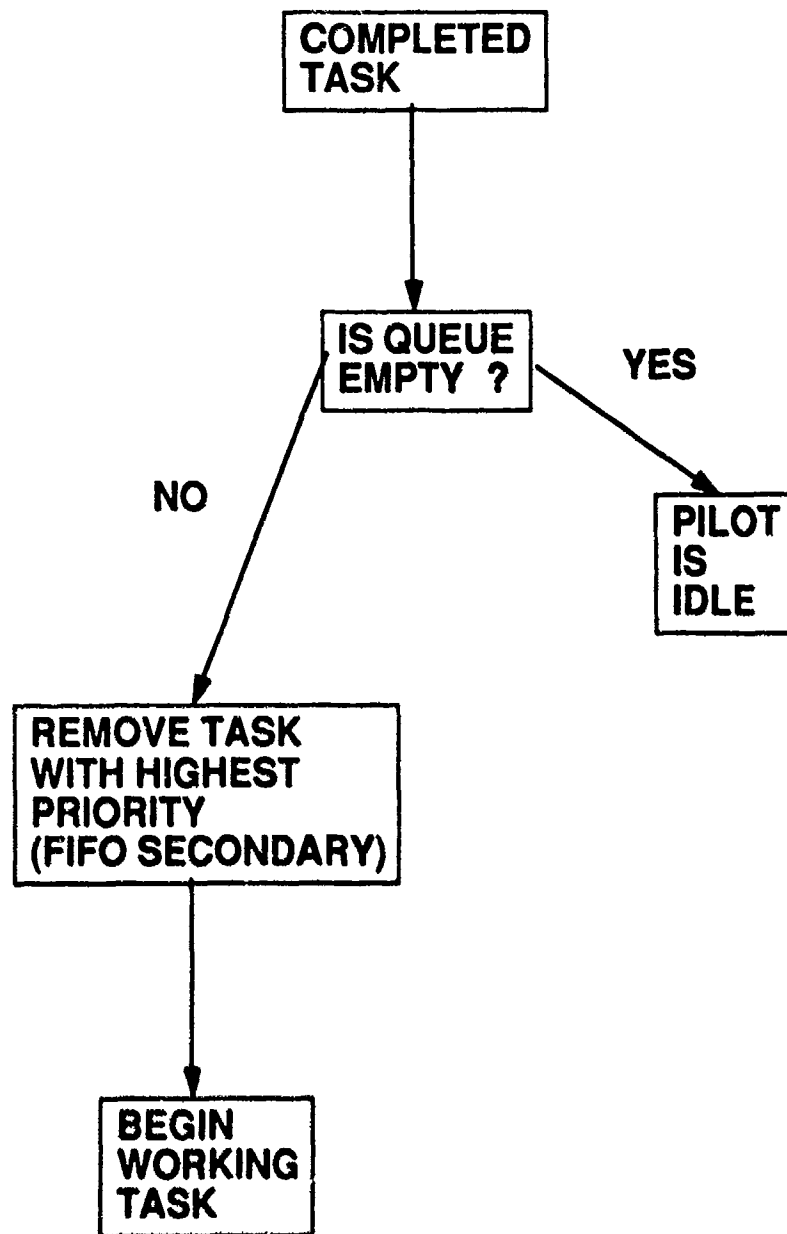 COMPLETED
TASK
IS QUEUE
EMPTY ?
YES
NO
PILOT
IS
IDLE
REMOVE TASK
WITH HIGHEST
PRIORITY
(FIFO SECONDARY)
BEGIN
WORKING
TASK